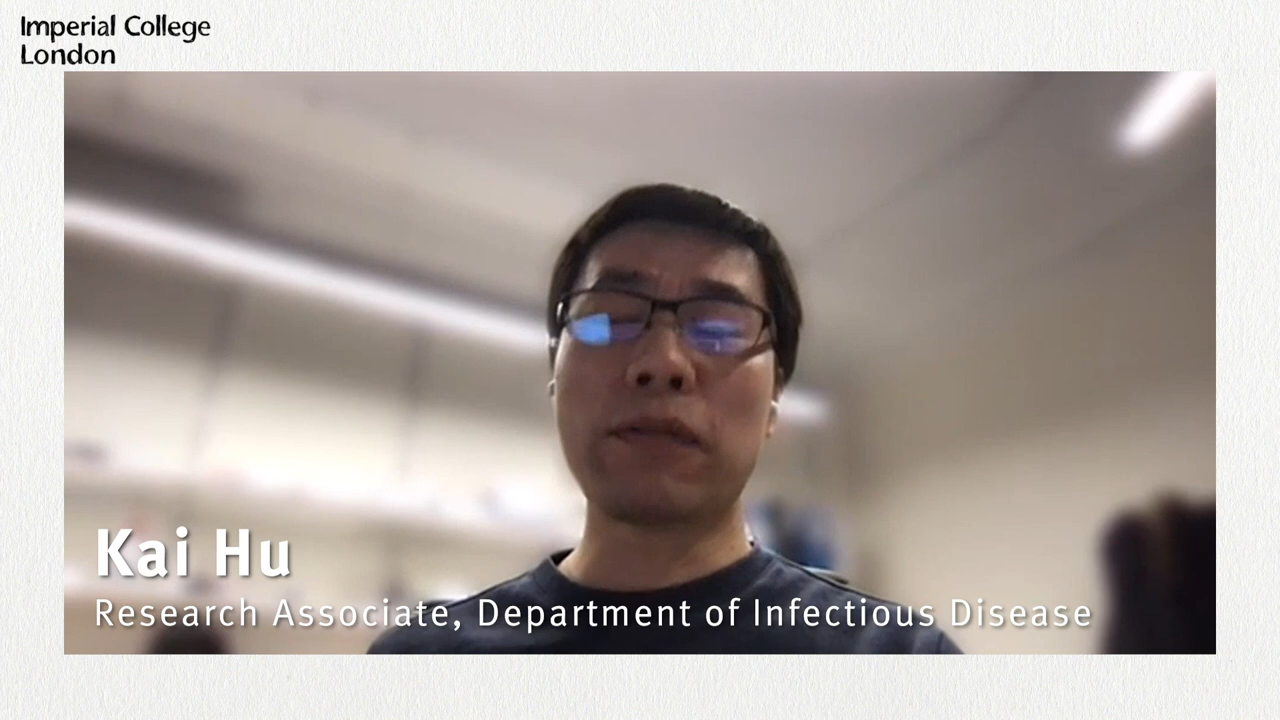 Imperial College
London
Kai Hu
Research Associate, Department of Infectious Disease